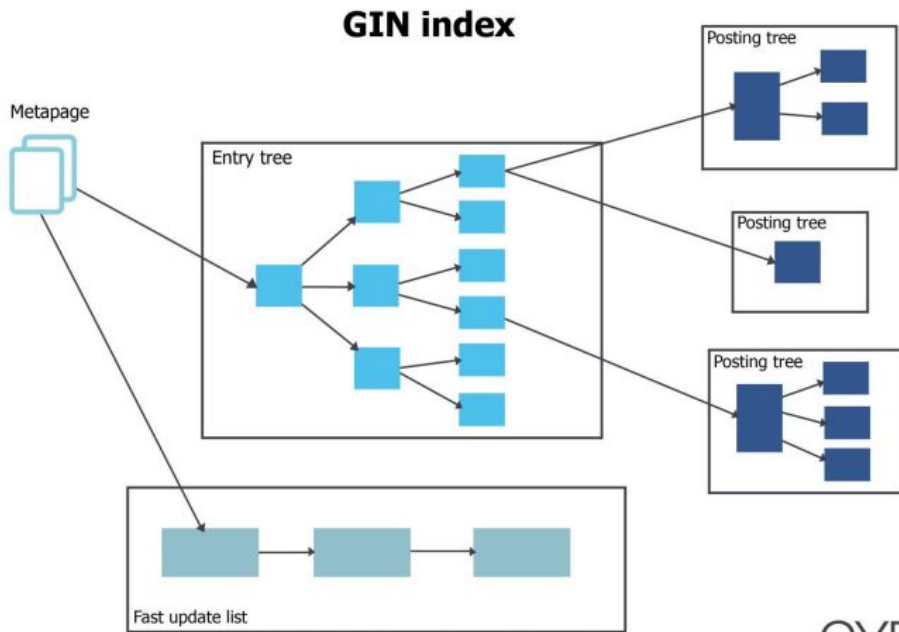 GIN index
Metapage
Entry tree
Posting tree
Posting tree
Posting tree
Fast update list